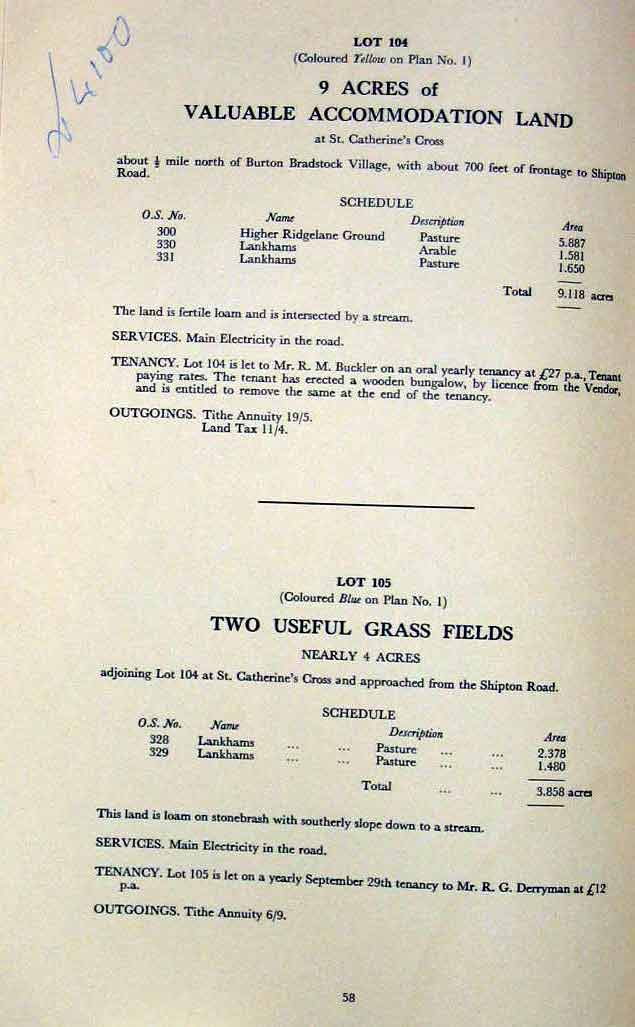 £4100
LOT 104
(Coloured Yellow on Plan No. 1)
9 ACRES of
VALUABLE ACCOMMODATION LAND
at St. Catherine's Cross
about ½ mile north of Burton Bradstock Village, with about 700 feet of frontage to Shipton
Road.
SCHEDULE
O.S. No. Name Description Area
300 Higher Ridgelane Ground Pasture 5.887
330 Lankhams Arable 1.581
331 Lankhams Pasture 1.650
Total 9.118 acres
The land is fertile loam and is intersected by a stream.
SERVICES. Main Electricity in the road.
TENANCY. Lot 104 is let to Mr. R. M. Buckler on an oral yearly tenancy at £27 p.a., Tenant
paying rates. The tenant has erected a wooden bungalow, by licence from the Vendor,
and is entitled to remove the same at the end of the tenancy.
OUTGOINGS. Tithe Annuity 19/5.
Land Tax 11/4.
LOT 105
(Coloured Blue on Plan No. 1)
TWO USEFUL GRASS FIELDS
NEARLY 4 ACRES
adjoining Lot 104 at St. Catherine's Cross and approached from the Shipton Road.
SCHEDULE
O.S. No. Name Description Area
328 Lankhams ... ... Pasture ... ... 2.378
329 Lankhams ... ... Pasture ... ... 1.480
Total ... ... 3.858 acres
This land is loam on stonebrash with southerly slope down to a stream.
SERVICES. Main Electricity in the road.
TENANCY. Lot 105 is let on a yearly September 29th tenancy to Mr. R. G. Derryman at £12
p.a.
OUTGOINGS. Tithe Annuity 6/9.
58